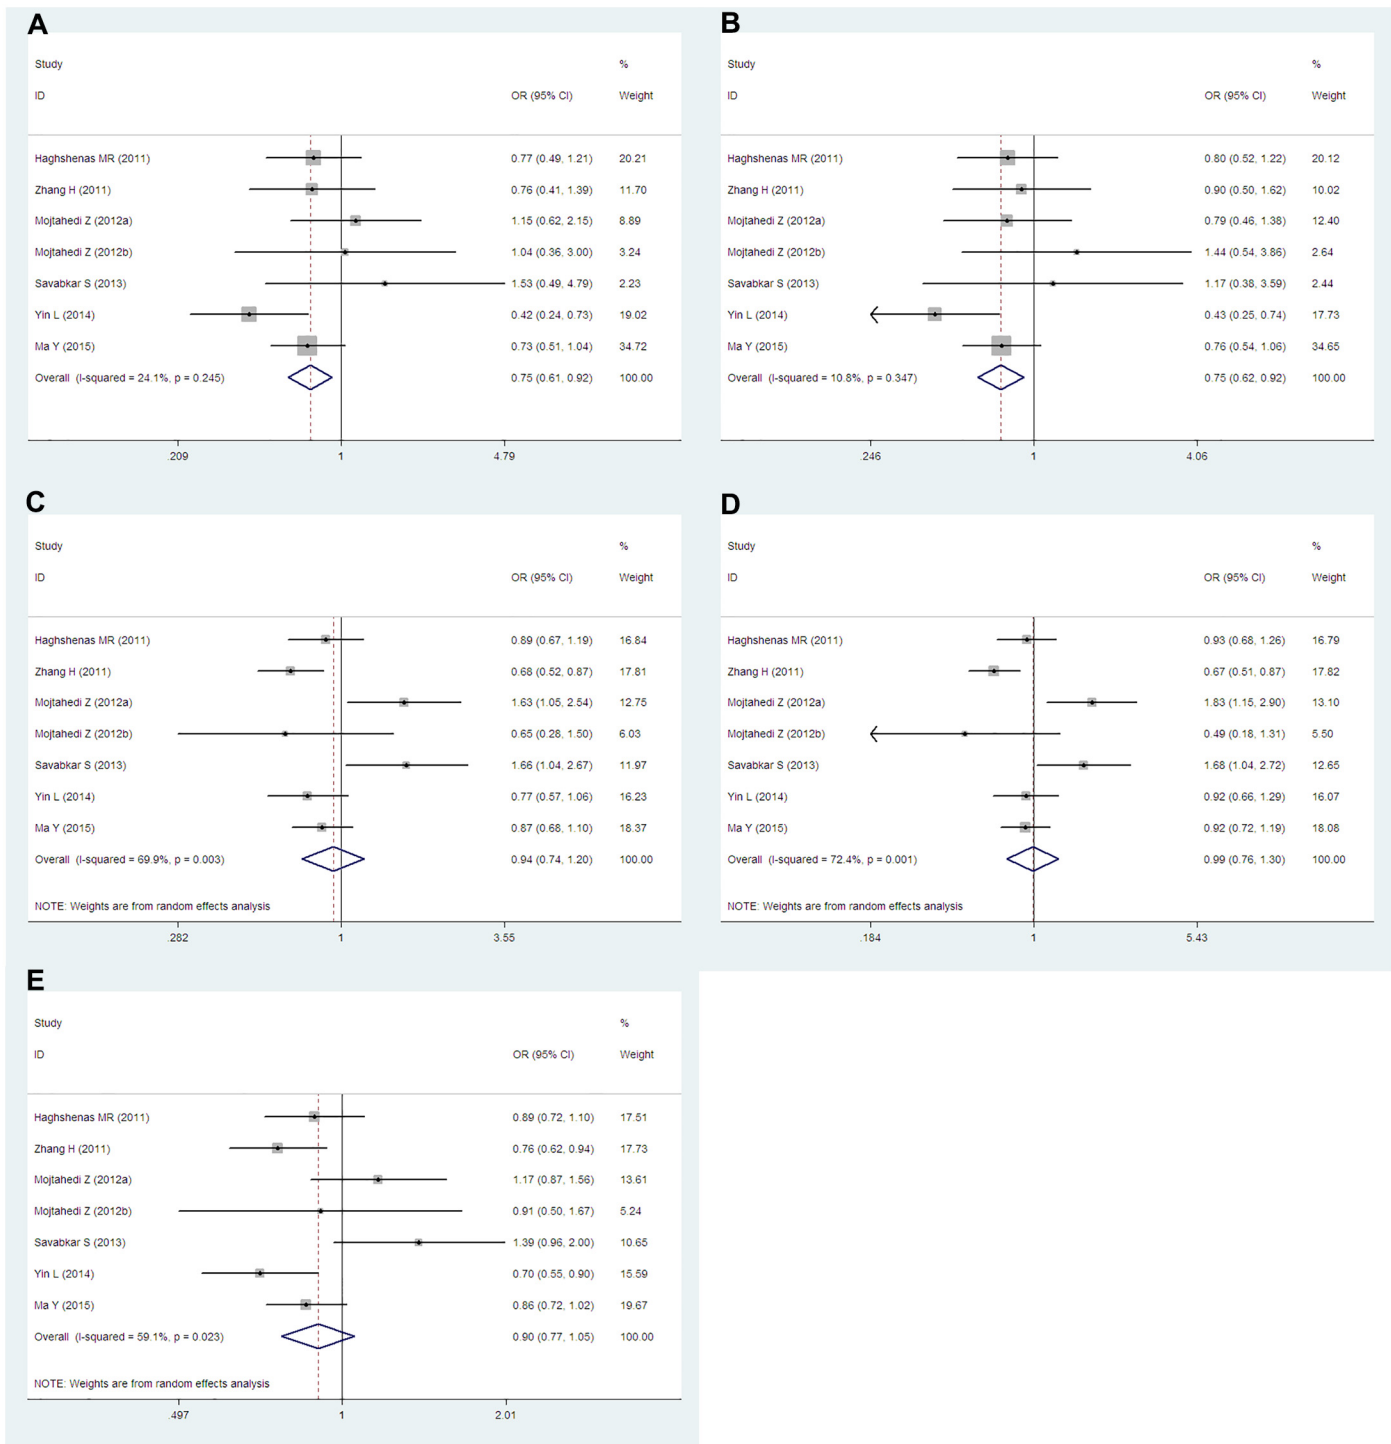 A
Study %
ID OR (95% CI) Weight
Haghshenas MR (2011) 0.77 (0.49, 1.21) 20.21
Zhang H (2011) 0.76 (0.41, 1.39) 11.70
Mojtahedi Z (2012a) 1.15 (0.62, 2.15) 8.89
Mojtahedi Z (2012b) 1.04 (0.36, 3.00) 3.24
Savabkar S (2013) 1.53 (0.49, 4.79) 2.23
Yin L (2014) 0.42 (0.24, 0.73) 19.02
Ma Y (2015) 0.73 (0.51, 1.04) 34.72
Overall (I-squared = 24.1%, p = 0.245) 0.75 (0.61, 0.92) 100.00
.209 1 4.79
B
Study %
ID OR (95% CI) Weight
Haghshenas MR (2011) 0.80 (0.52, 1.22) 20.12
Zhang H (2011) 0.90 (0.50, 1.62) 10.02
Mojtahedi Z (2012a) 0.79 (0.46, 1.38) 12.40
Mojtahedi Z (2012b) 1.44 (0.54, 3.86) 2.64
Savabkar S (2013) 1.17 (0.38, 3.59) 2.44
Yin L (2014) 0.43 (0.25, 0.74) 17.73
Ma Y (2015) 0.76 (0.54, 1.06) 34.65
Overall (I-squared = 10.8%, p = 0.347) 0.75 (0.62, 0.92) 100.00
.246 1 4.06
C
Study %
ID OR (95% CI) Weight
Haghshenas MR (2011) 0.89 (0.67, 1.19) 16.84
Zhang H (2011) 0.68 (0.52, 0.87) 17.81
Mojtahedi Z (2012a) 1.63 (1.05, 2.54) 12.75
Mojtahedi Z (2012b) 0.65 (0.28, 1.50) 6.03
Savabkar S (2013) 1.66 (1.04, 2.67) 11.97
Yin L (2014) 0.77 (0.57, 1.06) 16.23
Ma Y (2015) 0.87 (0.68, 1.10) 18.37
Overall (I-squared = 69.9%, p = 0.003) 0.94 (0.74, 1.20) 100.00
NOTE: Weights are from random effects analysis
.282 1 3.55
D
Study %
ID OR (95% CI) Weight
Haghshenas MR (2011) 0.93 (0.68, 1.26) 16.79
Zhang H (2011) 0.67 (0.51, 0.87) 17.82
Mojtahedi Z (2012a) 1.83 (1.15, 2.90) 13.10
Mojtahedi Z (2012b) 0.49 (0.18, 1.31) 5.50
Savabkar S (2013) 1.68 (1.04, 2.72) 12.65
Yin L (2014) 0.92 (0.66, 1.29) 16.07
Ma Y (2015) 0.92 (0.72, 1.19) 18.08
Overall (I-squared = 72.4%, p = 0.001) 0.99 (0.76, 1.30) 100.00
NOTE: Weights are from random effects analysis
.184 1 5.43
E
Study %
ID OR (95% CI) Weight
Haghshenas MR (2011) 0.89 (0.72, 1.10) 17.51
Zhang H (2011) 0.76 (0.62, 0.94) 17.73
Mojtahedi Z (2012a) 1.17 (0.87, 1.56) 13.61
Mojtahedi Z (2012b) 0.91 (0.50, 1.67) 5.24
Savabkar S (2013) 1.39 (0.96, 2.00) 10.65
Yin L (2014) 0.70 (0.55, 0.90) 15.59
Ma Y (2015) 0.86 (0.72, 1.02) 19.67
Overall (I-squared = 59.1%, p = 0.023) 0.90 (0.77, 1.05) 100.00
NOTE: Weights are from random effects analysis
.497 1 2.01